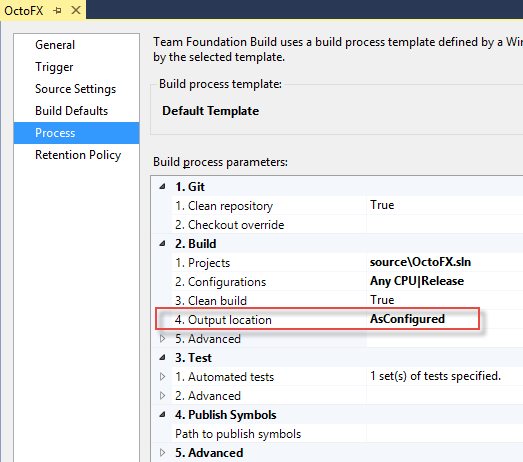 OctoFX
General
Trigger
Source Settings
Build Defaults
Process
Retention Policy
Team Foundation Build uses a build process template defined by a Win
by the selected template.
Build process template:
Default Template
Build process parameters:
1. Git
1. Clean repository True
2. Checkout override
2. Build
1. Projects source\OctoFX.sln
2. Configurations Any CPU|Release
3. Clean build True
4. Output location AsConfigured
5. Advanced
3. Test
1. Automated tests 1 set(s) of tests specified.
2. Advanced
4. Publish Symbols
Path to publish symbols
5. Advanced